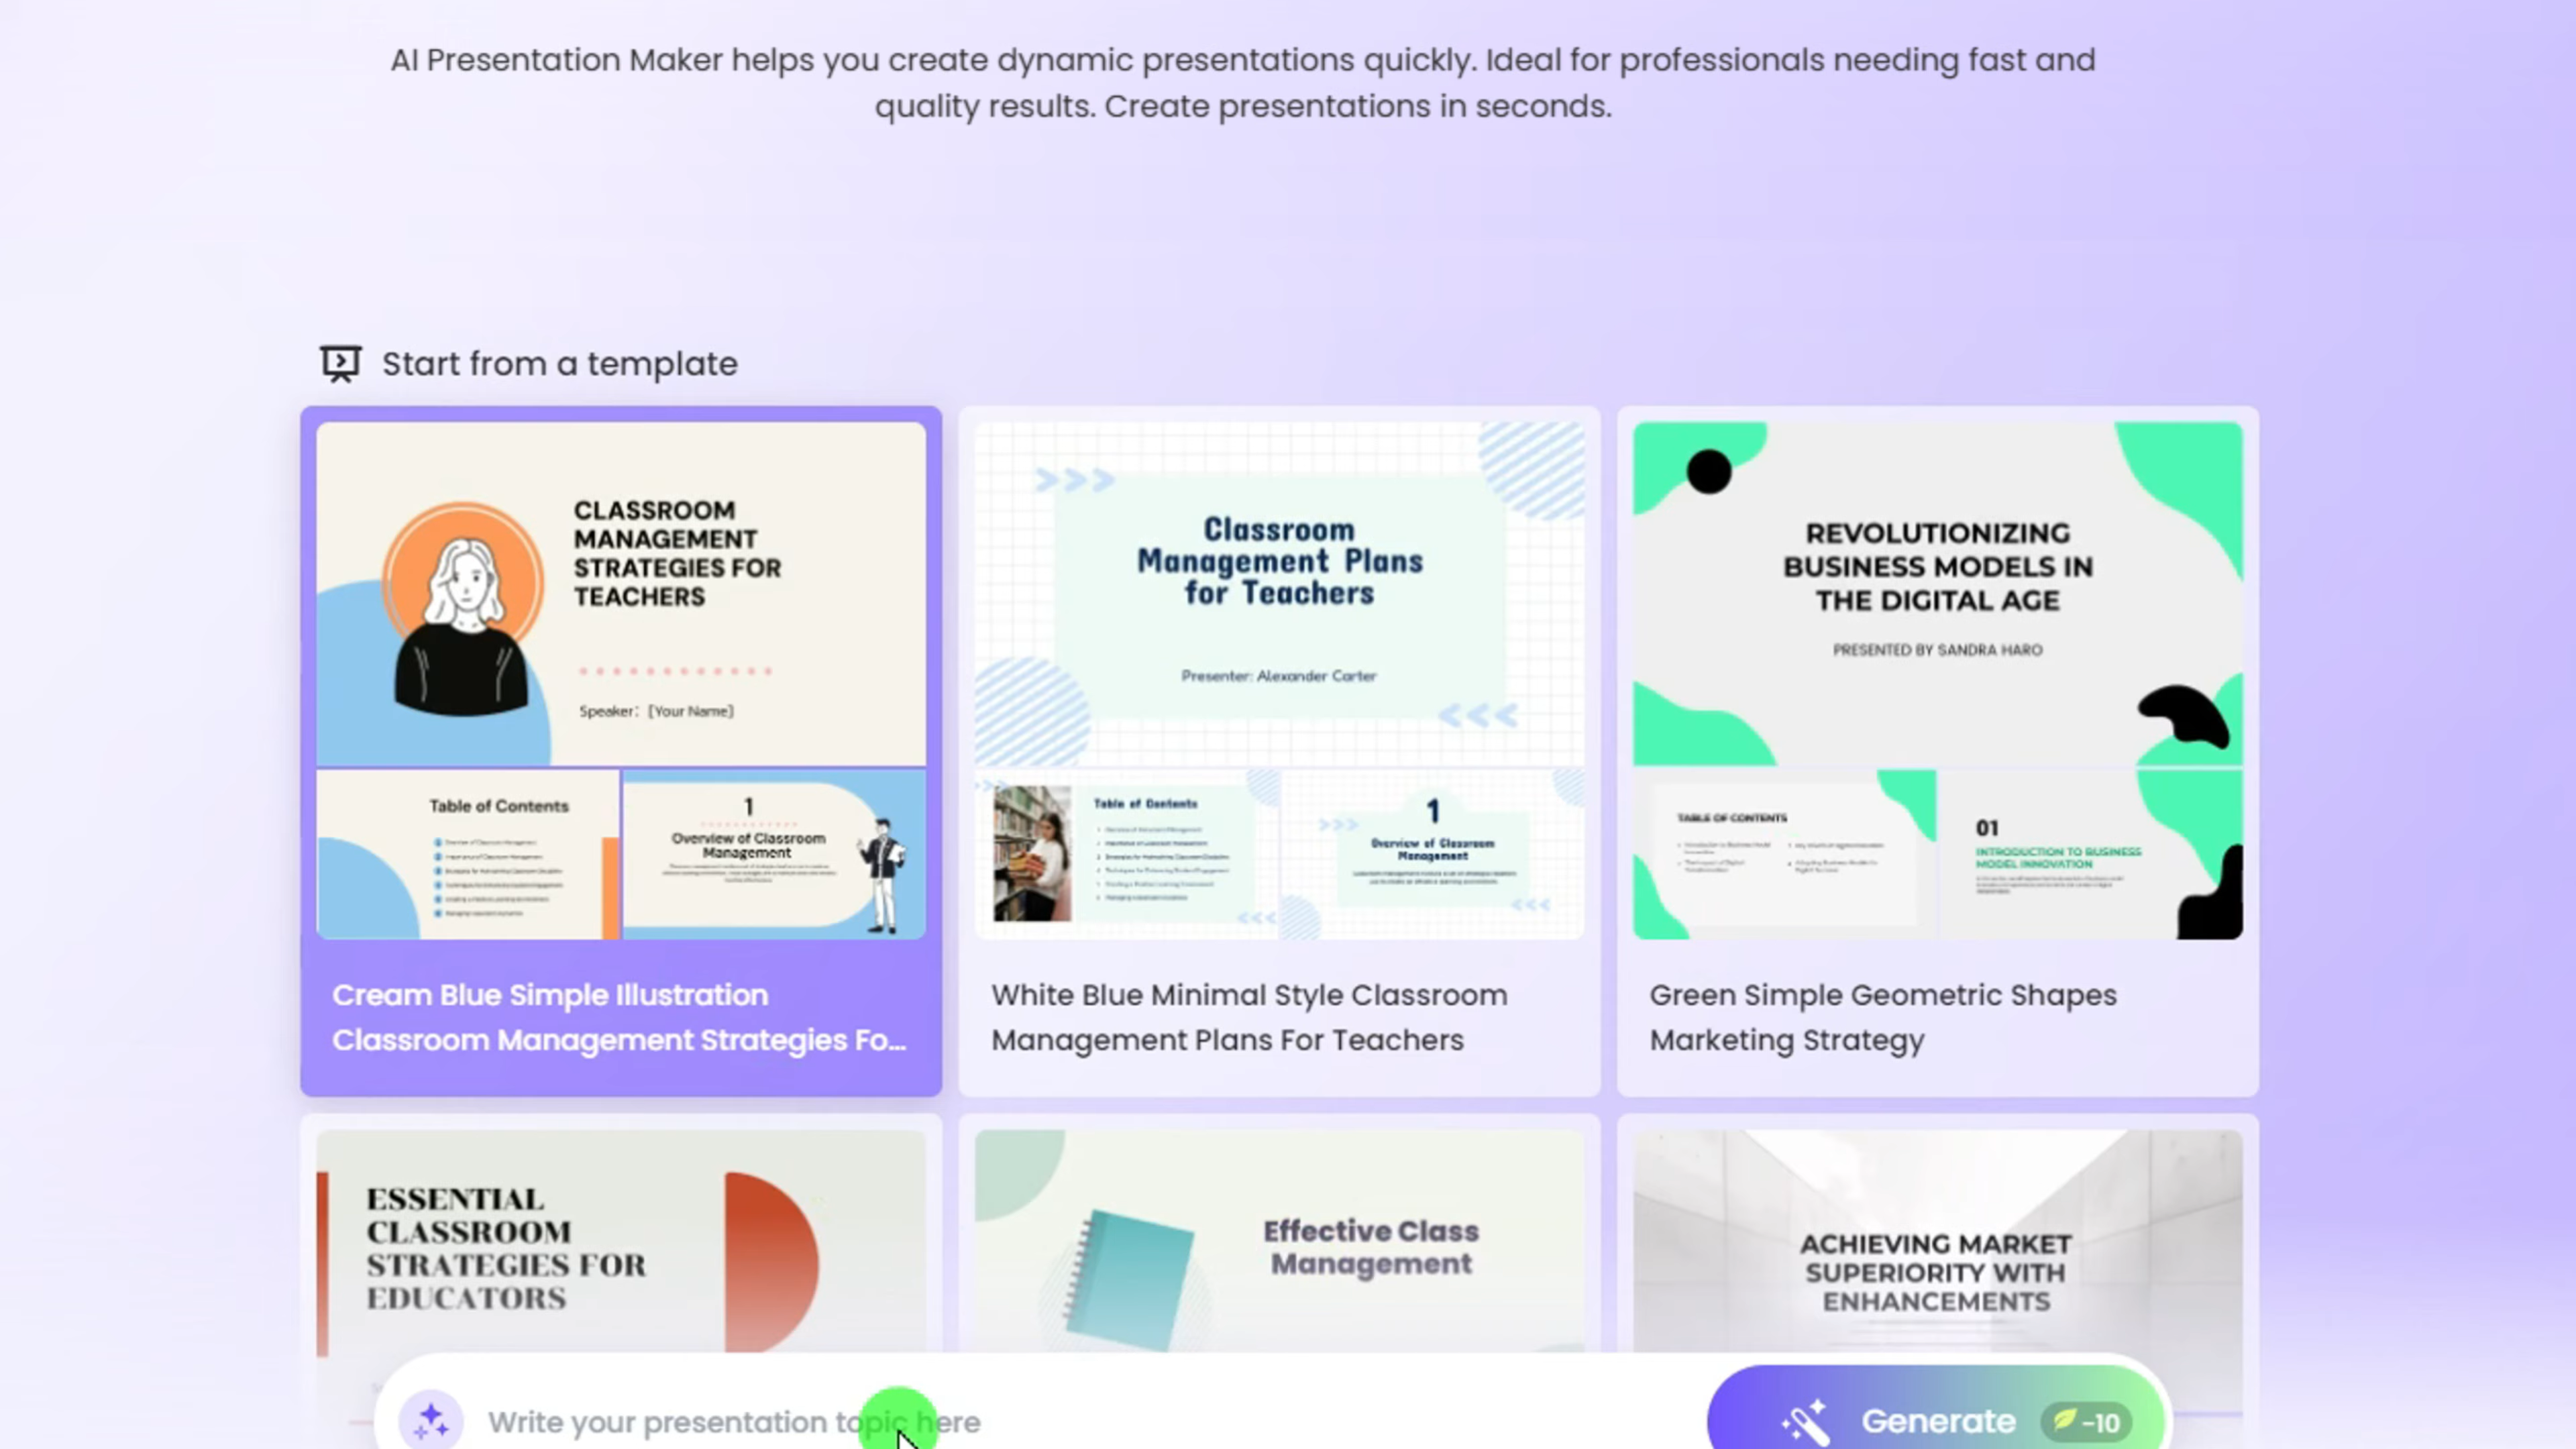 AI Presentation Maker helps you create dynamic presentations quickly. Ideal for professionals needing fast and
quality results. Create presentations in seconds.
Start from a template
CLASSROOM
MANAGEMENT
STRATEGIES FOR
TEACHERS
Speaker: [Your Name]
Table of Contents
1
Overview of Classroom
Management
Cream Blue Simple Illustration
Classroom Management Strategies Fo...
Classroom
Management Plans
for Teachers
Presenter: Alexander Carter
Table of Contents
1
Overview of Classroom
Management
White Blue Minimal Style Classroom
Management Plans For Teachers
REVOLUTIONIZING
BUSINESS MODELS IN
THE DIGITAL AGE
PRESENTED BY SANDRA HARO
TABLE OF CONTENTS
01
INTRODUCTION TO BUSINESS
MODEL INNOVATION
Green Simple Geometric Shapes
Marketing Strategy
ESSENTIAL
CLASSROOM
STRATEGIES FOR
EDUCATORS
Effective Class
Management
ACHIEVING MARKET
SUPERIORITY WITH
ENHANCEMENTS
Write your presentation topic here
Generate
-10